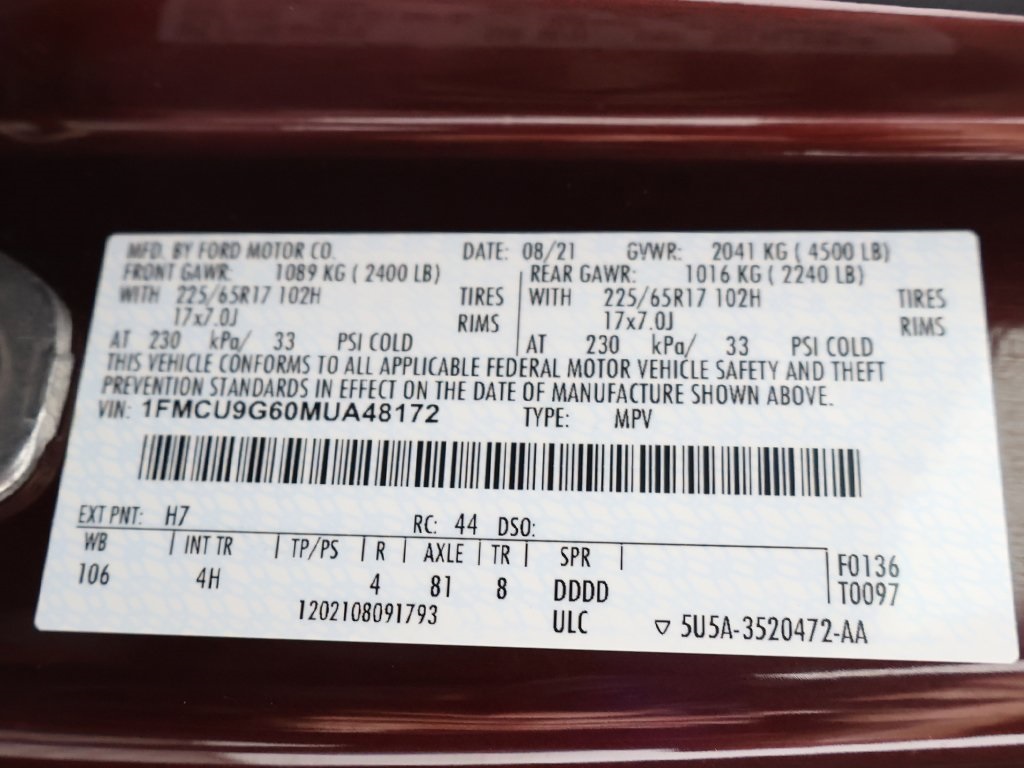 MFD. BY FORD MOTOR CO. DATE: 08/21 GVWR: 2041 KG ( 4500 LB)
FRONT GAWR: 1089 KG ( 2400 LB) REAR GAWR: 1016 KG ( 2240 LB)
WITH 225/65R17 102H TIRES WITH 225/65R17 102H TIRES
17x7.0J RIMS 17x7.0J RIMS
AT 230 kPa/ 33 PSI COLD AT 230 kPa/ 33 PSI COLD
THIS VEHICLE CONFORMS TO ALL APPLICABLE FEDERAL MOTOR VEHICLE SAFETY AND THEFT
PREVENTION STANDARDS IN EFFECT ON THE DATE OF MANUFACTURE SHOWN ABOVE.
VIN: 1FMCU9G60MUA48172 TYPE: MPV
EXT PNT: H7 RC: 44 DSO:
WB INT TR TP/PS R AXLE TR SPR F0136
106 4H 4 81 8 DDDD T0097
1202108091793 ULC ▽ 5U5A-3520472-AA